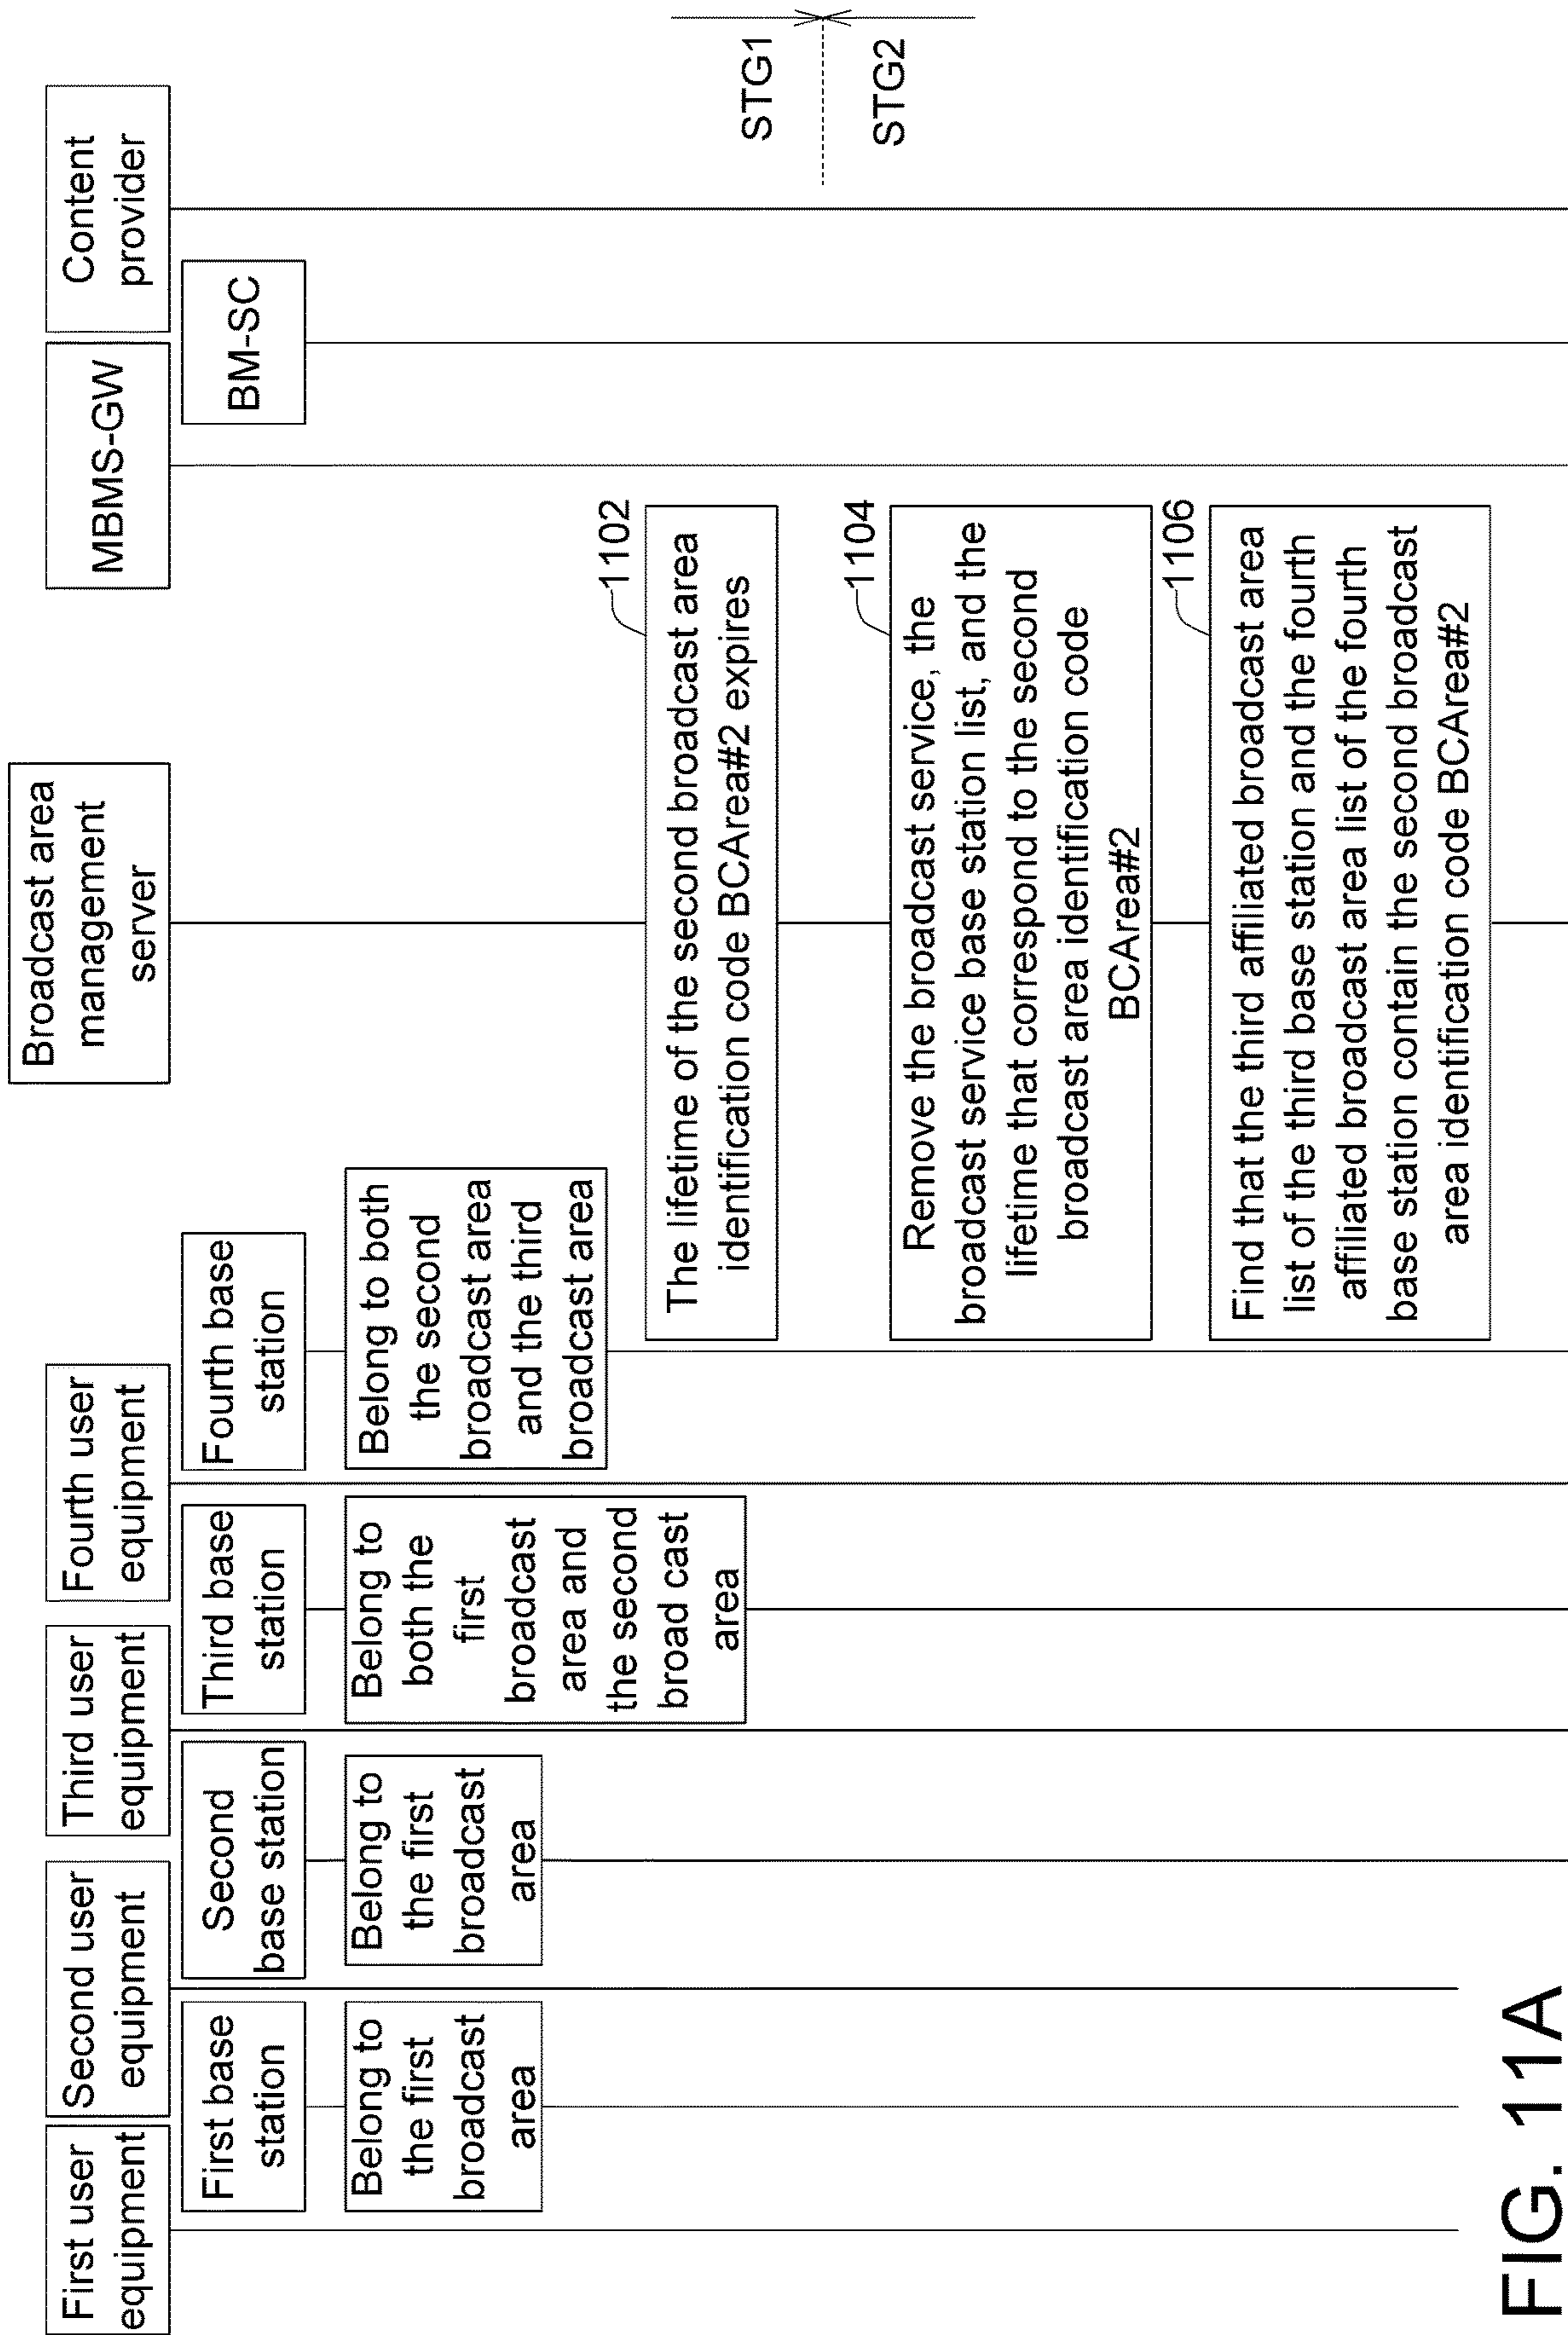 First user
equipment
Second user
equipment
Third user
equipment
Fourth user
equipment
Broadcast area
management
server
MBMS-GW
Content
provider
First base
station
Second
base station
Third base
station
Fourth base
station
BM-SC
Belong to
the first
broadcast
area
Belong to
the first
broadcast
area
Belong to
both the
first
broadcast
area and
the second
broad cast
area
Belong to both
the second
broadcast area
and the third
broadcast area
1102
The lifetime of the second broadcast area
identification code BCArea#2 expires
STG1
STG2
1104
Remove the broadcast service, the
broadcast service base station list, and the
lifetime that correspond to the second
broadcast area identification code
BCArea#2
1106
Find that the third affiliated broadcast area
list of the third base station and the fourth
affiliated broadcast area list of the fourth
base station contain the second broadcast
area identification code BCArea#2
FIG. 11A